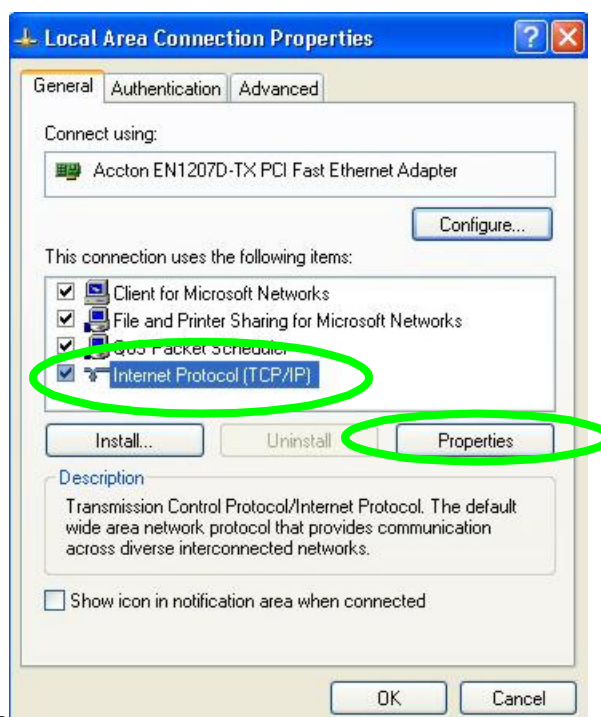 Local Area Connection Properties
General Authentication Advanced
Connect using:
Accton EN1207D-TX PCI Fast Ethernet Adapter
Configure...
This connection uses the following items:
Client for Microsoft Networks
File and Printer Sharing for Microsoft Networks
QoS Packet Scheduler
Internet Protocol (TCP/IP)
Install... Uninstall Properties
Description
Transmission Control Protocol/Internet Protocol. The default
wide area network protocol that provides communication
across diverse interconnected networks.
Show icon in notification area when connected
OK Cancel